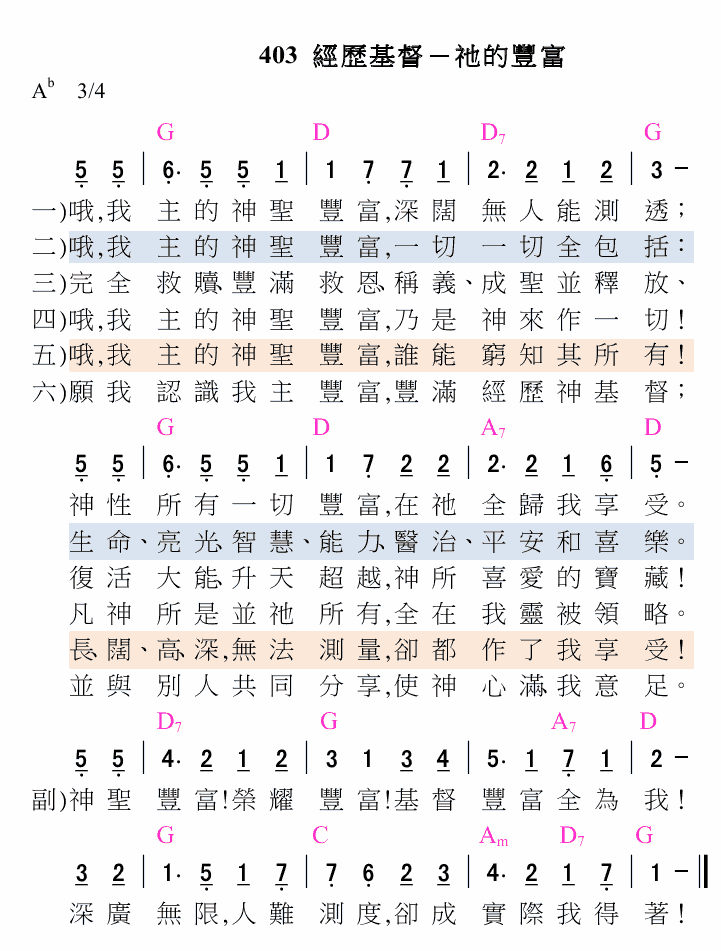 403 經歷基督－祂的豐富
A♭ 3/4
G D D7 G
5 5 | 6. 5 5 1 | 1 7 7 1 | 2. 2 1 2 | 3 –
一)哦,我 主的神聖 豐富,深闊 無人能測 透；
二)哦,我 主的神聖 豐富,一切 一切全包 括：
三)完全 救贖、豐滿 救恩、稱義、成聖並釋 放、
四)哦,我 主的神聖 豐富,乃是 神來作一 切！
五)哦,我 主的神聖 豐富,誰能 窮知其所 有！
六)願我 認識我主 豐富,豐滿 經歷神基 督；
G D A7 D
5 5 | 6. 5 5 1 | 1 7 2 2 | 2. 2 1 6 | 5 –
神性 所有一切 豐富,在祂 全歸我享 受。
生命、亮光、智慧、能力、醫治、平安和喜 樂。
復活 大能、升天 超越,神所 喜愛的寶 藏！
凡神 所是並祂 所有,全在 我靈被領 略。
長、闊、高、深,無法 測量,卻都 作了我享 受！
並與 別人共同 分享,使神 心滿、我意 足。
D7 G A7 D
5 5 | 4. 2 1 2 | 3 1 3 4 | 5. 1 7 1 | 2 –
副)神聖 豐富!榮耀 豐富!基督 豐富全為 我！
G C Am D7 G
3 2 | 1. 5 1 7 | 7 6 2 3 | 4. 2 1 7 | 1 –
深廣 無限,人難 測度,卻成 實際我得 著！